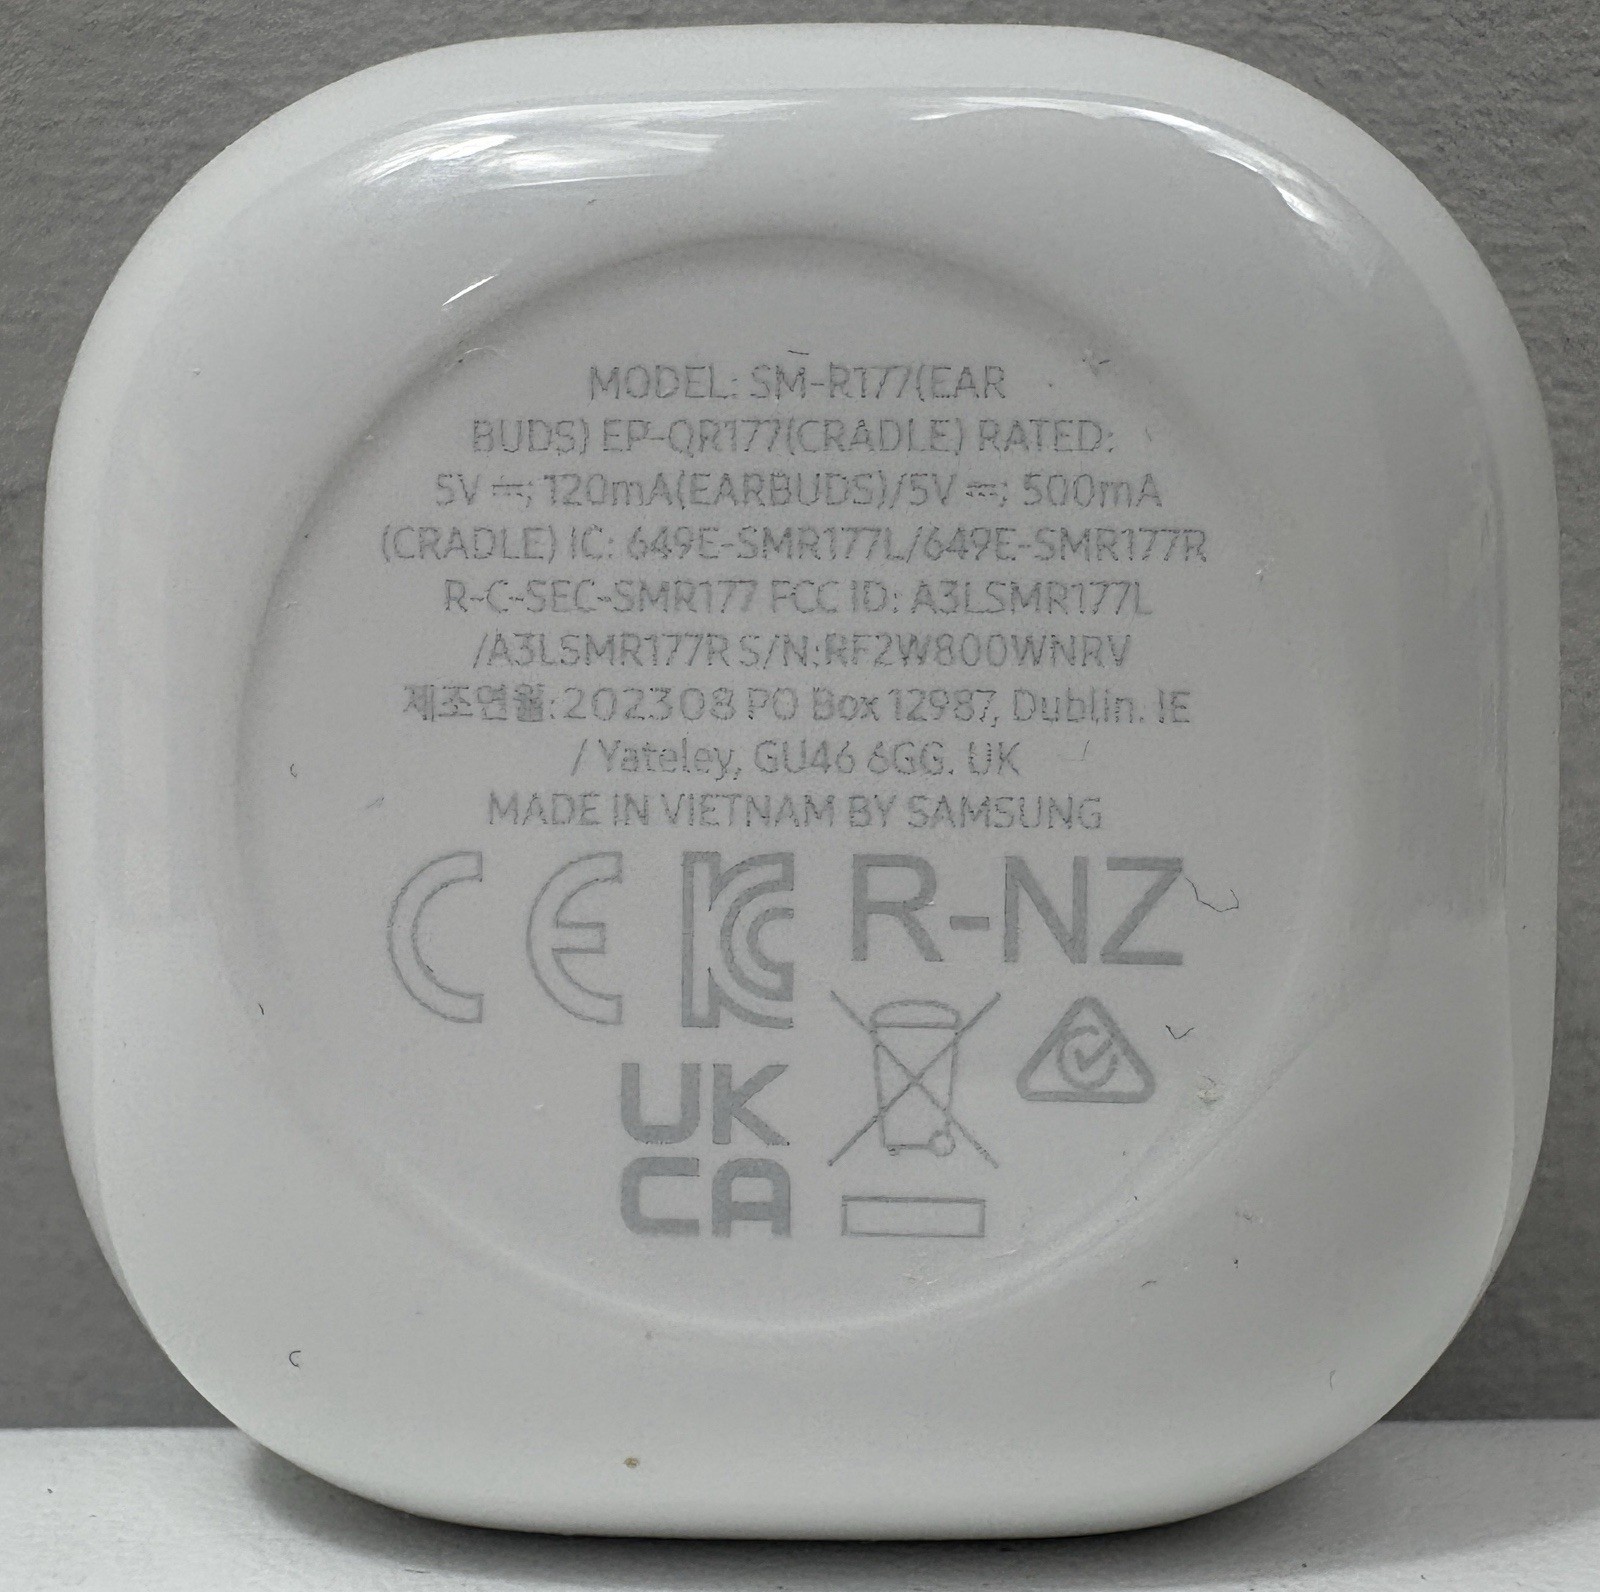 MODEL: SM-R177(EAR
BUDS) EP-QR177(CRADLE) RATED:
5V ⎓; 120mA(EARBUDS)/5V ⎓; 500mA
(CRADLE) IC: 649E-SMR177L/649E-SMR177R
R-C-SEC-SMR177 FCC ID: A3LSMR177L
/A3LSMR177R S/N:RF2W800WNRV
제조연월:202308 PO Box 12987, Dublin. IE
/ Yateley, GU46 6GG. UK
MADE IN VIETNAM BY SAMSUNG
CE KC R-NZ
UK
CA